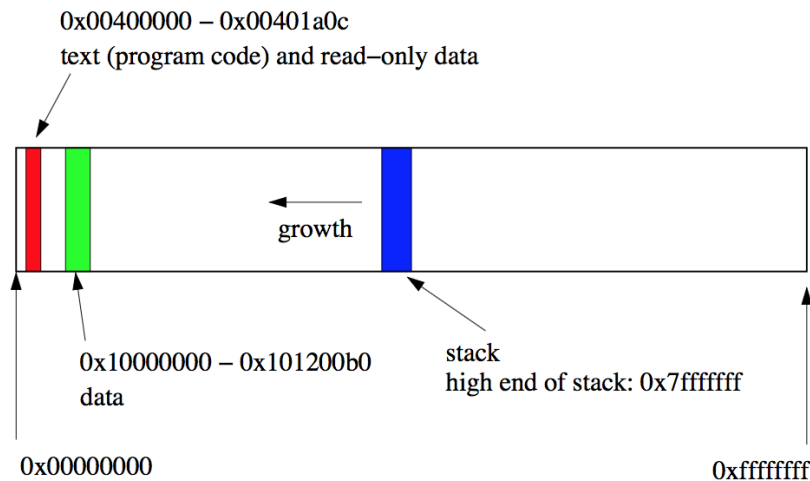 0x00400000 – 0x00401a0c
text (program code) and read–only data
growth
0x10000000 – 0x101200b0
data
stack
high end of stack: 0x7fffffff
0x00000000
0xffffffff